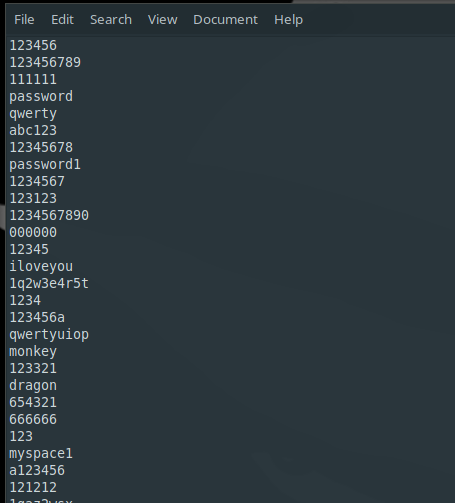 File Edit Search View Document Help
123456
123456789
111111
password
qwerty
abc123
12345678
password1
1234567
123123
1234567890
000000
12345
iloveyou
1q2w3e4r5t
1234
123456a
qwertyuiop
monkey
123321
dragon
654321
666666
123
myspace1
a123456
121212
1qaz2wsx